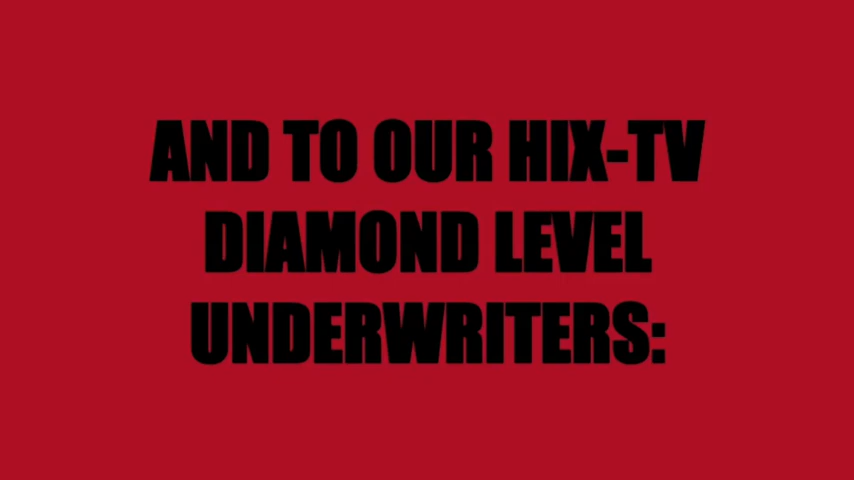 AND TO OUR HIX-TV
DIAMOND LEVEL
UNDERWRITERS: